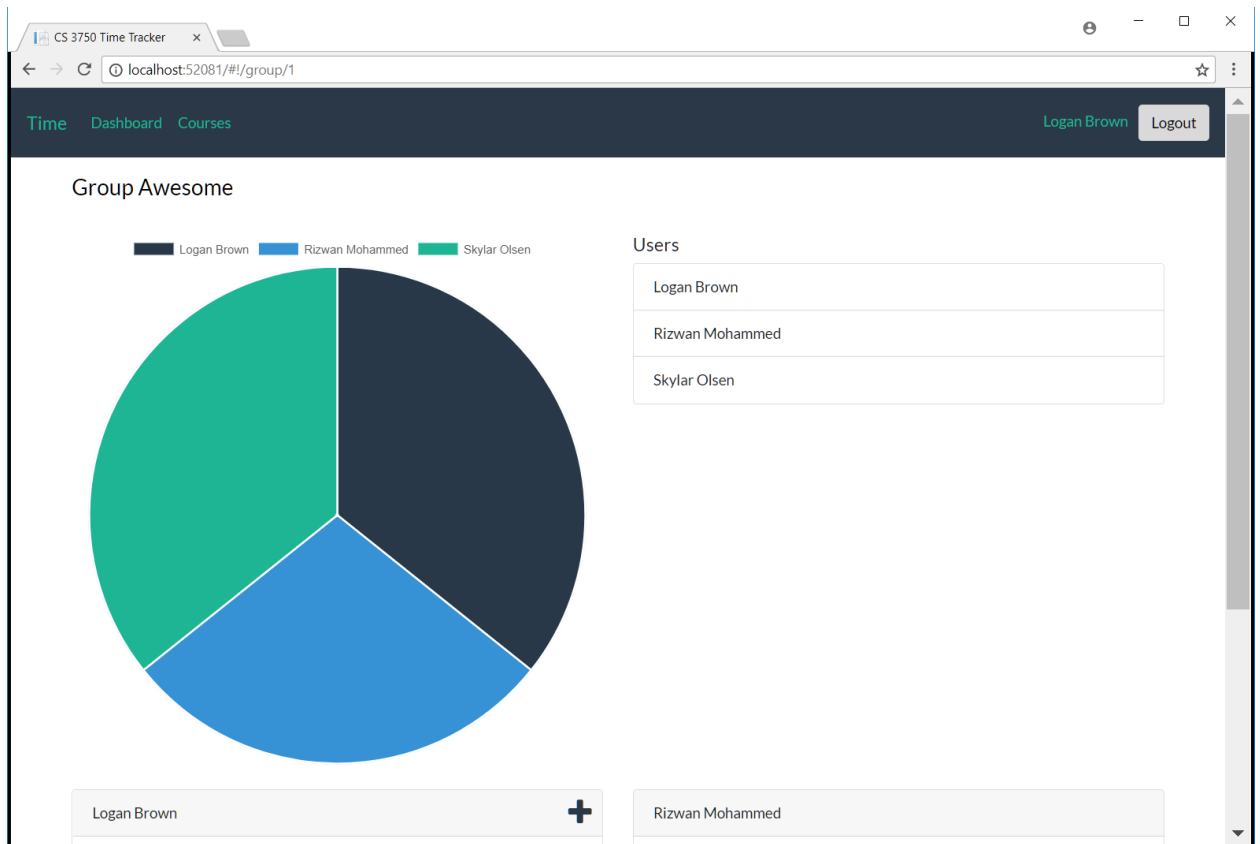 CS 3750 Time Tracker
localhost:52081/#!/group/1
Time Dashboard Courses Logan Brown Logout
Group Awesome
Logan Brown Rizwan Mohammed Skylar Olsen
Users
Logan Brown
Rizwan Mohammed
Skylar Olsen
Logan Brown
Rizwan Mohammed